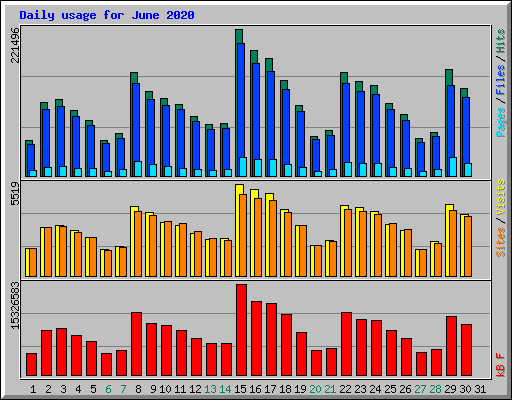 Daily usage for June 2020
221496
Pages / Files / Hits
5519
Sites / Visits
15326583
kB F
1 2 3 4 5 6 7 8 9 10 11 12 13 14 15 16 17 18 19 20 21 22 23 24 25 26 27 28 29 30 31